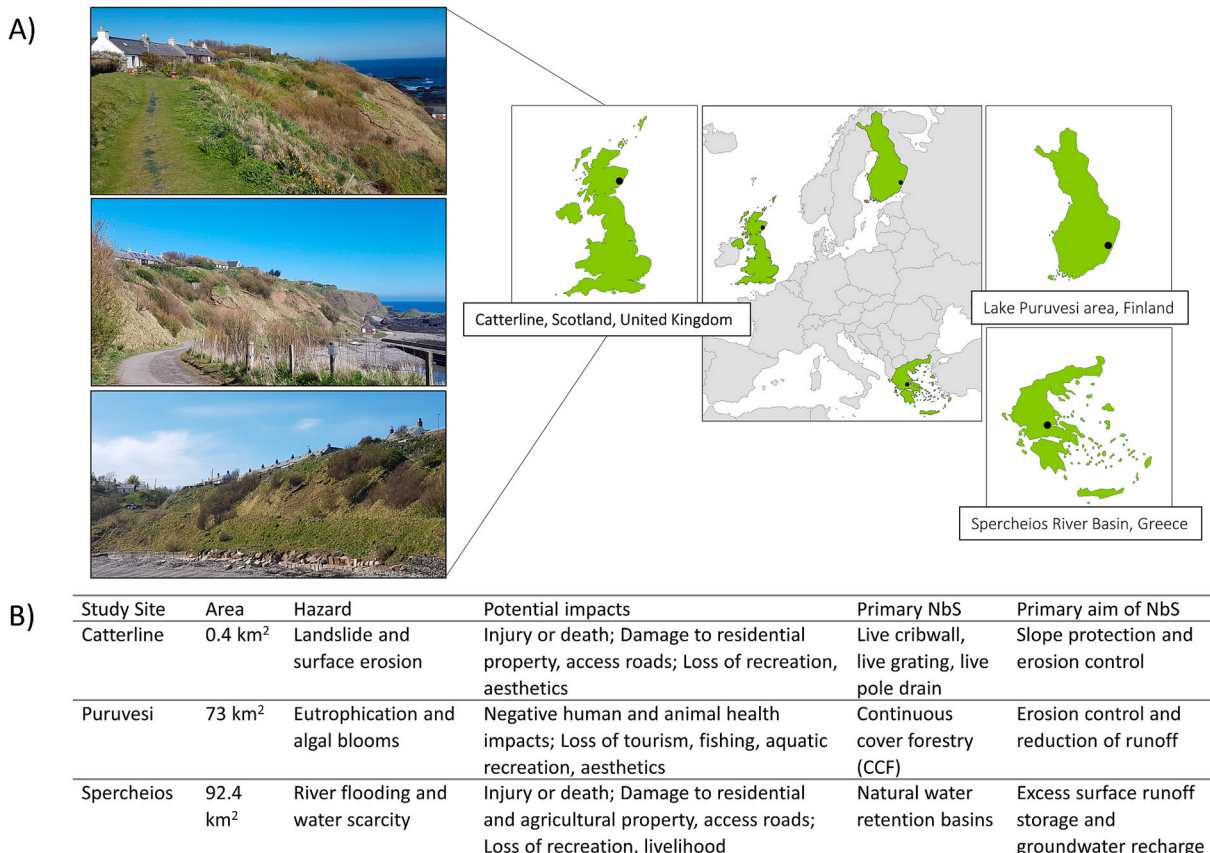 A)
Catterline, Scotland, United Kingdom
Lake Puruvesi area, Finland
Spercheios River Basin, Greece
B)
Study Site Area Hazard Potential impacts Primary NbS Primary aim of NbS
Catterline 0.4 km² Landslide and Injury or death; Damage to residential Live cribwall, Slope protection and
surface erosion property, access roads; Loss of recreation, live grating, live erosion control
aesthetics pole drain
Puruvesi 73 km² Eutrophication and Negative human and animal health Continuous Erosion control and
algal blooms impacts; Loss of tourism, fishing, aquatic cover forestry reduction of runoff
recreation, aesthetics (CCF)
Spercheios 92.4 River flooding and Injury or death; Damage to residential Natural water Excess surface runoff
km² water scarcity and agricultural property, access roads; retention basins storage and
Loss of recreation, livelihood groundwater recharge